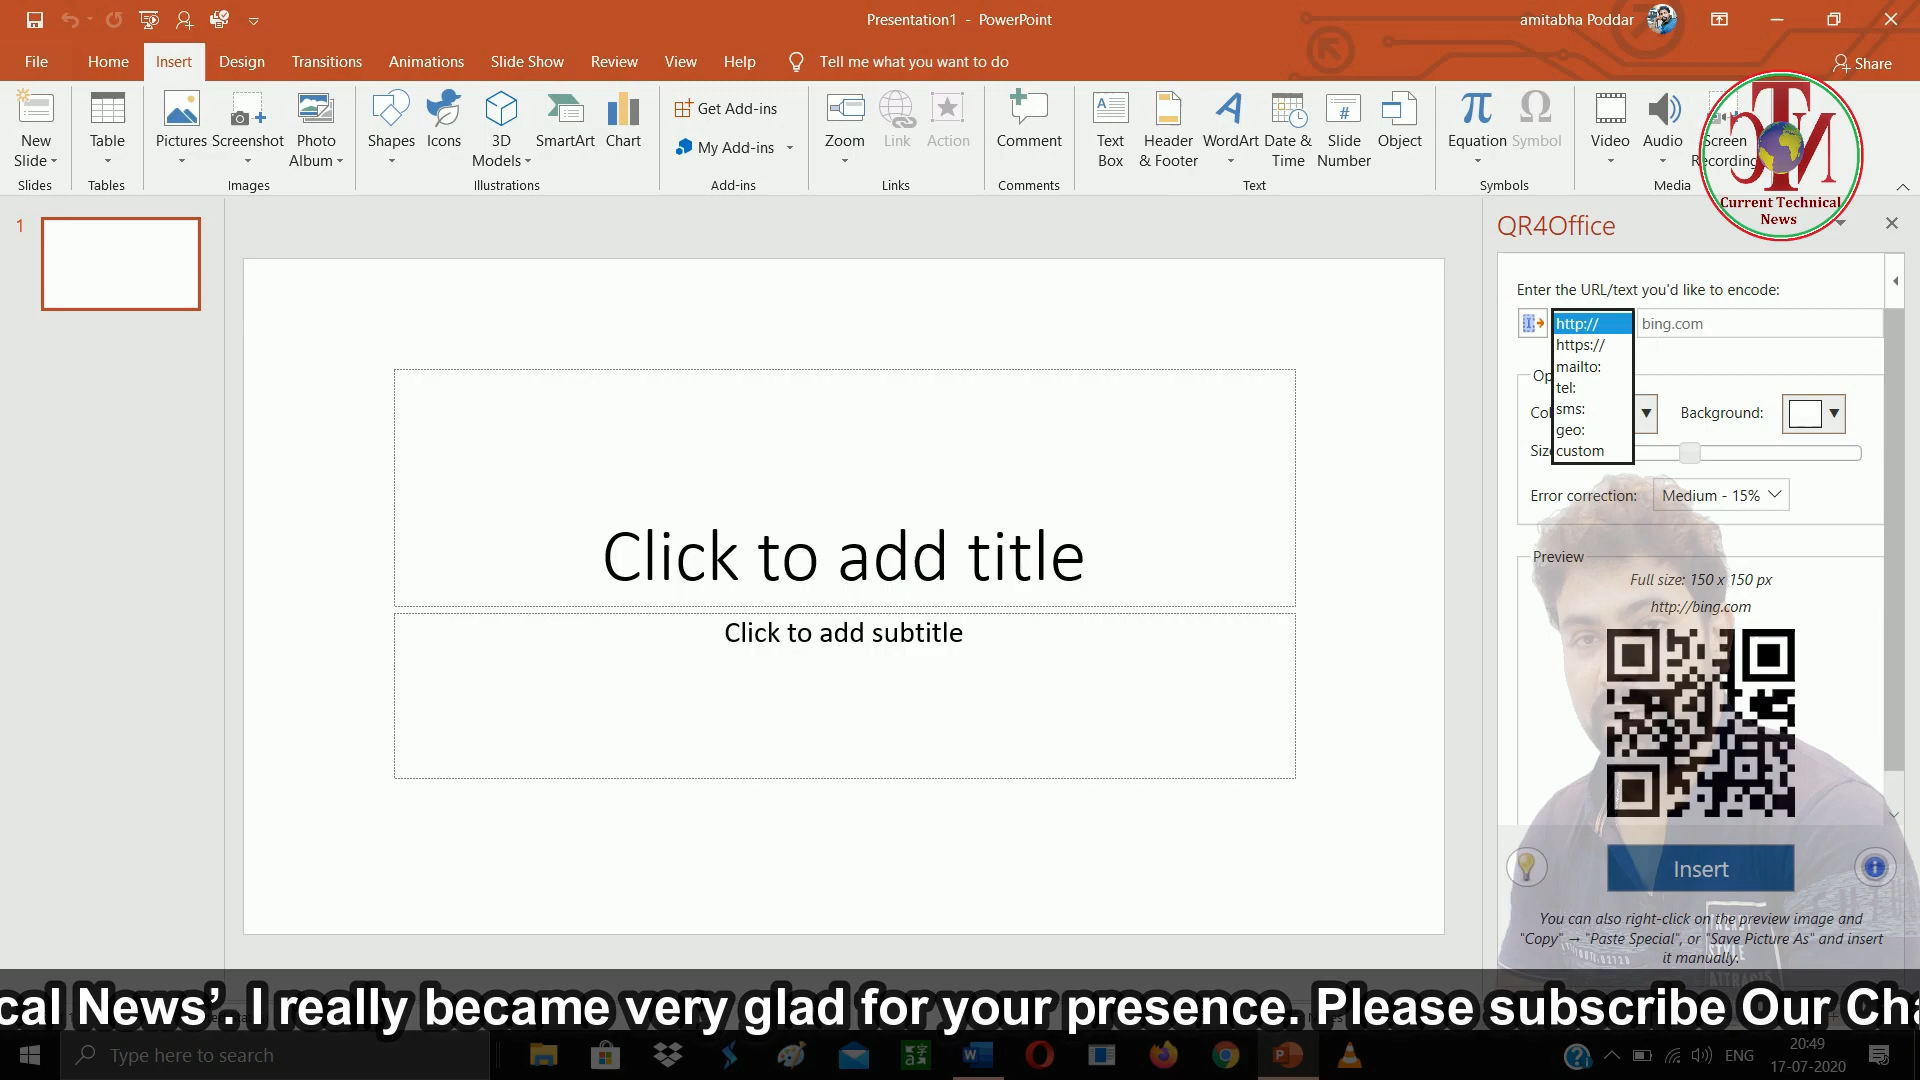 Presentation1 - PowerPoint
amitabha Poddar
File Home Insert Design Transitions Animations Slide Show Review View Help Tell me what you want to do
Share
New Slide
Table
Pictures
Screenshot
Photo Album
Shapes
Icons
3D Models
SmartArt
Chart
Get Add-ins
My Add-ins
Zoom
Link
Action
Comment
Text Box
Header & Footer
WordArt
Date & Time
Slide Number
Object
Equation
Symbol
Video
Audio
Screen Recording
Slides Tables Images Illustrations Add-ins Links Comments Text Symbols Media
CTN
Current Technical
News
1
QR4Office
Enter the URL/text you'd like to encode:
http://
bing.com
https://
mailto:
tel:
sms:
geo:
custom
Op
Col
Background:
Siz
Error correction: Medium - 15%
Preview
Full size: 150 x 150 px
http://bing.com
Click to add title
Click to add subtitle
Insert
You can also right-click on the preview image and
"Copy" → "Paste Special", or "Save Picture As" and insert
it manually.
cal News’. I really became very glad for your presence. Please subscribe Our Cha
Type here to search
ENG
20:49
17-07-2020